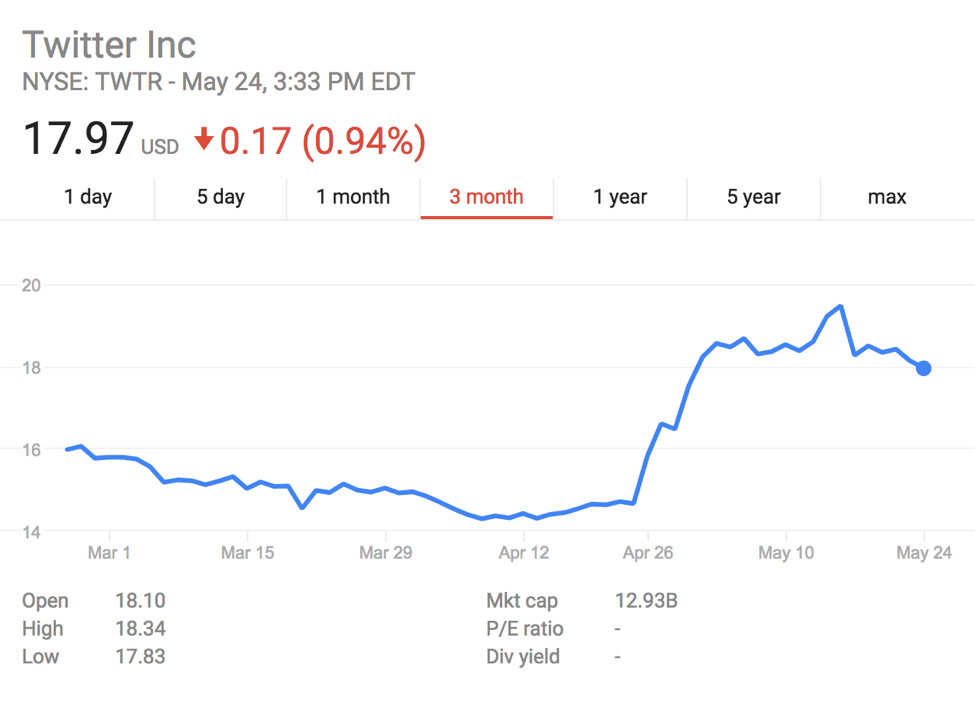 Twitter Inc
NYSE: TWTR - May 24, 3:33 PM EDT
17.97 USD 0.17 (0.94%)
1 day 5 day 1 month 3 month 1 year 5 year max
20
18
16
14
Mar 1 Mar 15 Mar 29 Apr 12 Apr 26 May 10 May 24
Open 18.10 Mkt cap 12.93B
High 18.34 P/E ratio -
Low 17.83 Div yield -